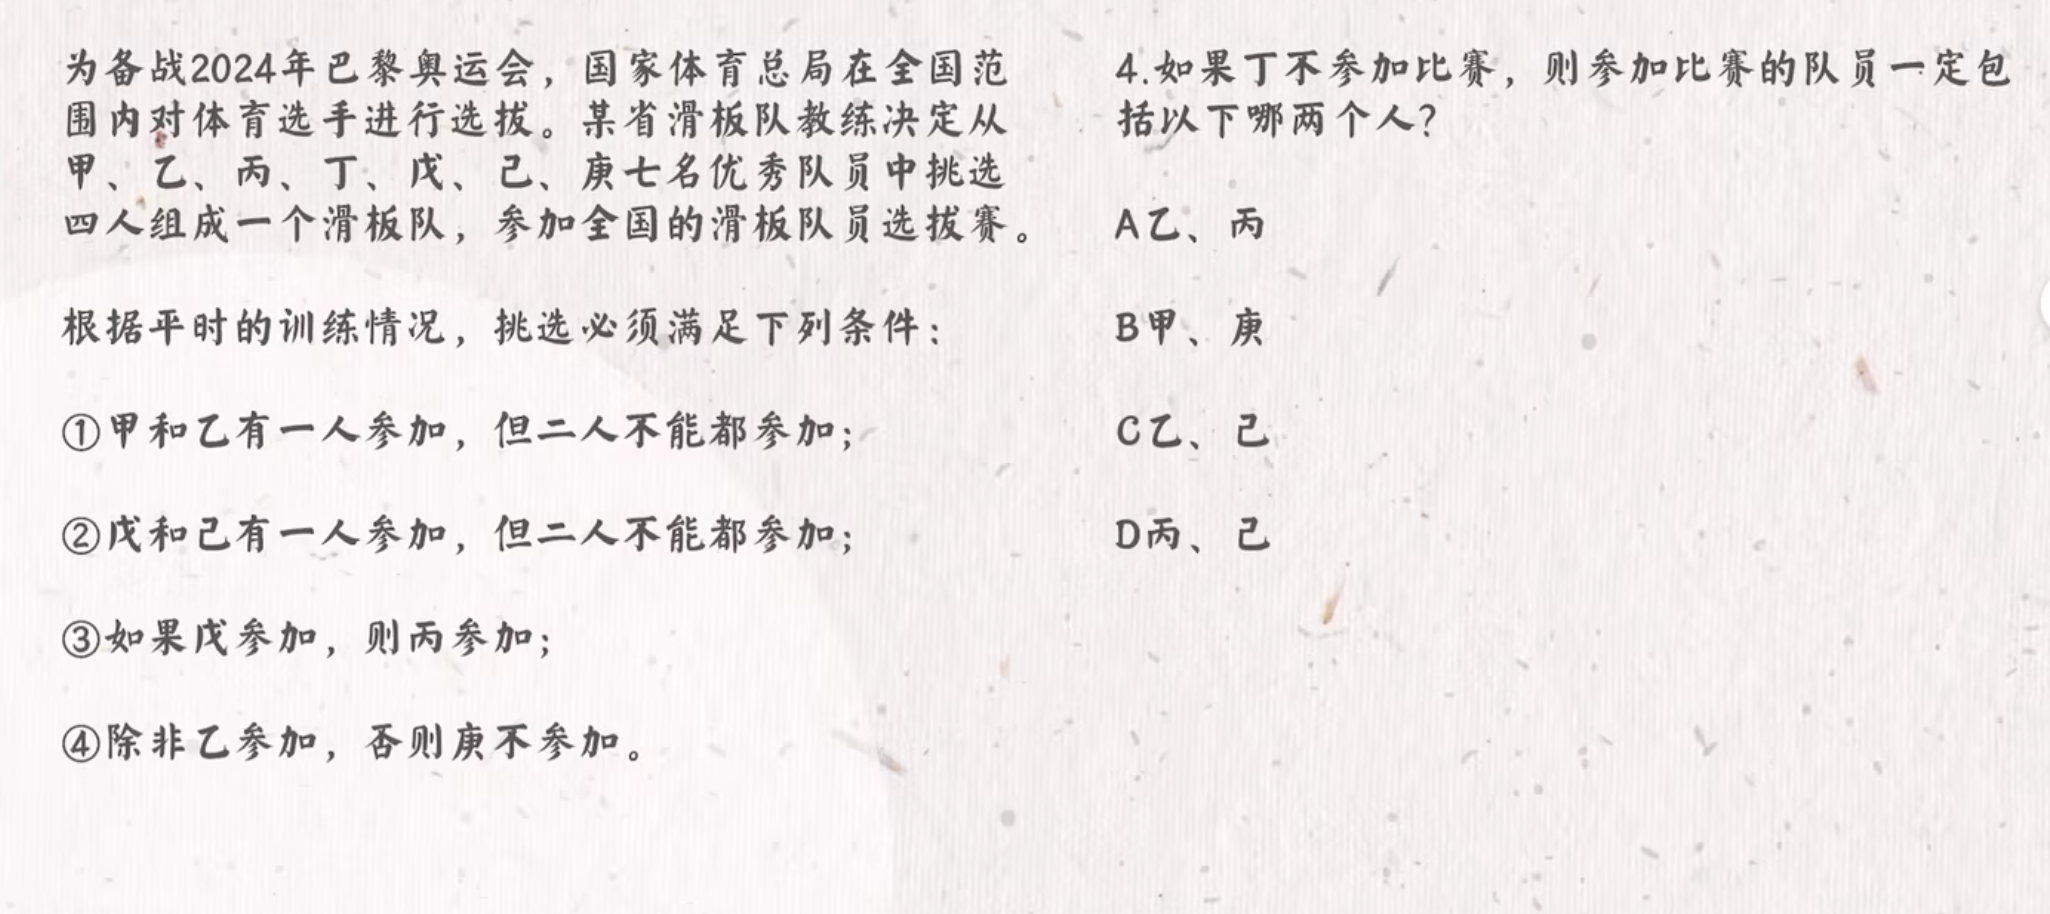 为备战2024年巴黎奥运会，国家体育总局在全国范
围内对体育选手进行选拔。某省滑板队教练决定从
甲、乙、丙、丁、戊、己、庚七名优秀队员中挑选
四人组成一个滑板队，参加全国的滑板队员选拔赛。
根据平时的训练情况，挑选必须满足下列条件：
①甲和乙有一人参加，但二人不能都参加；
②戊和己有一人参加，但二人不能都参加；
③如果戊参加，则丙参加；
④除非乙参加，否则庚不参加。
4.如果丁不参加比赛，则参加比赛的队员一定包
括以下哪两个人？
A乙、丙
B甲、庚
C乙、己
D丙、己